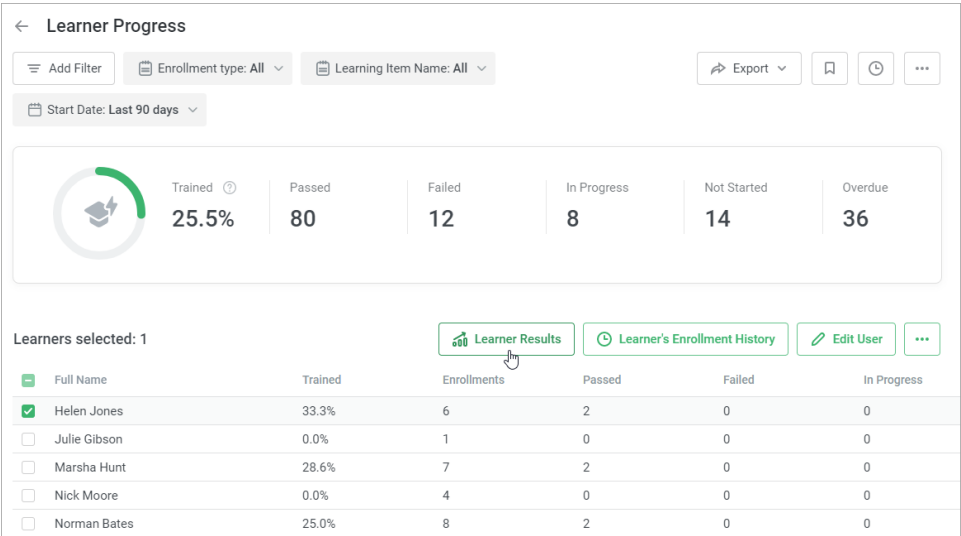 Learner Progress
Add Filter Enrollment type: All Learning Item Name: All Export
Start Date: Last 90 days
Trained ? Passed Failed In Progress Not Started Overdue
25.5% 80 12 8 14 36
Learners selected: 1 Learner Results Learner's Enrollment History Edit User
Full Name Trained Enrollments Passed Failed In Progress
Helen Jones 33.3% 6 2 0 0
Julie Gibson 0.0% 1 0 0 0
Marsha Hunt 28.6% 7 2 0 0
Nick Moore 0.0% 4 0 0 0
Norman Bates 25.0% 8 2 0 0